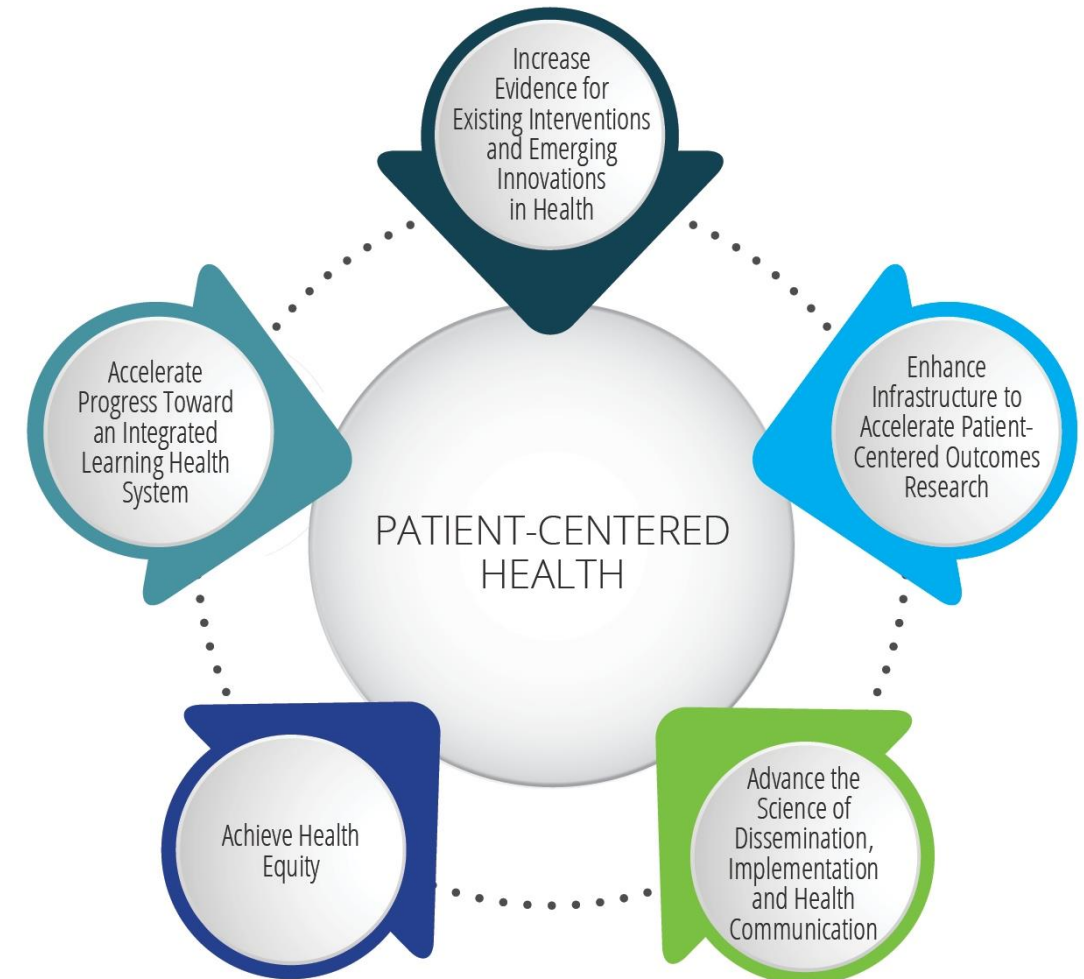 Increase
Evidence for
Existing Interventions
and Emerging
Innovations
in Health
Enhance
Infrastructure to
Accelerate Patient-
Centered Outcomes
Research
Advance the
Science of
Dissemination,
Implementation
and Health
Communication
Achieve Health
Equity
Accelerate
Progress Toward
an Integrated
Learning Health
System
PATIENT-CENTERED
HEALTH